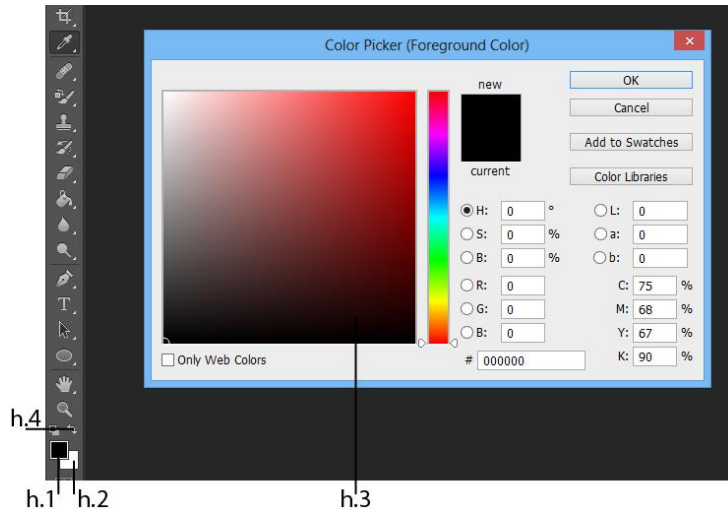 Color Picker (Foreground Color)
new
current
OK
Cancel
Add to Swatches
Color Libraries
H: 0 °
S: 0 %
B: 0 %
R: 0
G: 0
B: 0
# 000000
L: 0
a: 0
b: 0
C: 75 %
M: 68 %
Y: 67 %
K: 90 %
Only Web Colors
T
h.4
h.1
h.2
h.3